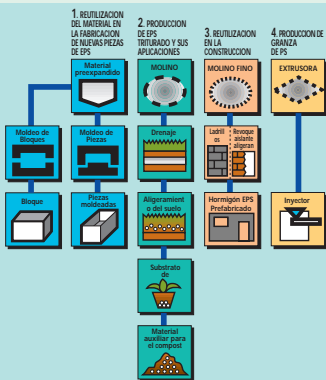 1. REUTILIZACION
DEL MATERIAL EN
LA FABRICACION
DE NUEVAS PIEZAS
DE EPS
2. PRODUCCION
DE EPS
TRITURADO Y SUS
APLICACIONES
3. REUTILIZACION
EN LA
CONSTRUCCION
4. PRODUCCION DE
GRANZA
DE PS
Material
preexpandido
MOLINO
MOLINO FINO
EXTRUSORA
Moldeo de
Bloques
Moldeo de
Piezas
Drenaje
Ladrill
os
Revoque
aislante
aligeran
Bloque
Piezas
moldeadas
Aligeramient
o del suelo
Hormigón EPS
Prefabricado
Inyector
Substrato
de
Material
auxiliar para
el compost